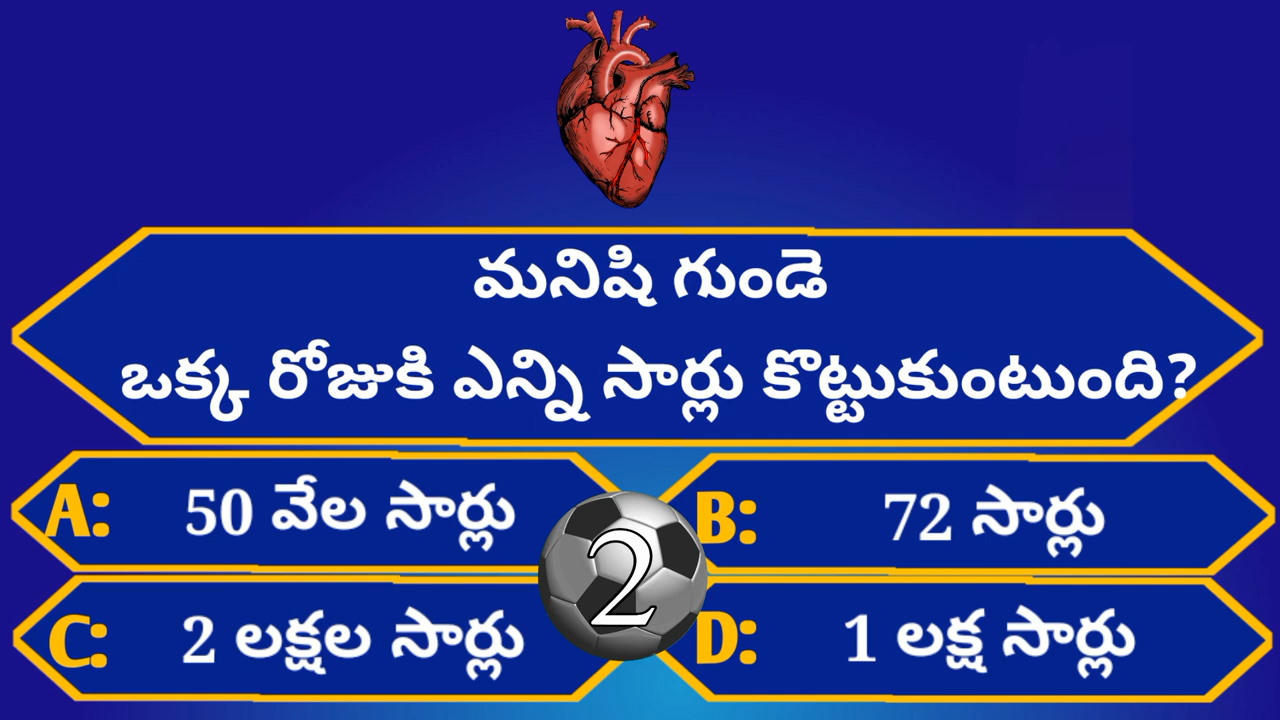 మనిషి గుండె
ఒక్క రోజుకి ఎన్ని సార్లు కొట్టుకుంటుంది?
A: 50 వేల సార్లు
B: 72 సార్లు
2
C: 2 లక్షల సార్లు
D: 1 లక్ష సార్లు